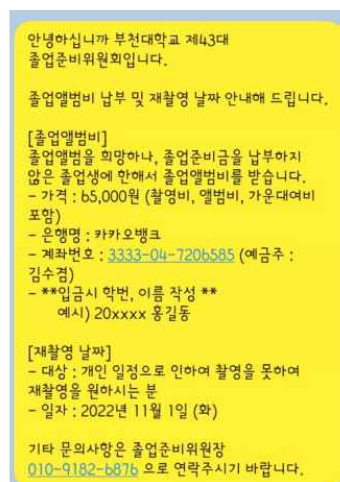 안녕하십니까 부천대학교 제43대
졸업준비위원회입니다.
졸업앨범비 납부 및 재촬영 날짜 안내해 드립니다.
[졸업앨범비]
졸업앨범을 희망하나, 졸업준비금을 납부하지
않은 졸업생에 한해서 졸업앨범비를 받습니다.
- 가격 : 65,000원 (촬영비, 앨범비, 가운대여비
포함)
- 은행명 : 카카오뱅크
- 계좌번호 : 3333-04-7206585 (예금주 :
김수겸)
- **입금시 학번, 이름 작성 **
예시) 20xxxx 홍길동
[재촬영 날짜]
- 대상 : 개인 일정으로 인하여 촬영을 못하여
재촬영을 원하시는 분
- 일자 : 2022년 11월 1일 (화)
기타 문의사항은 졸업준비위원장
010-9182-6876 으로 연락주시기 바랍니다.